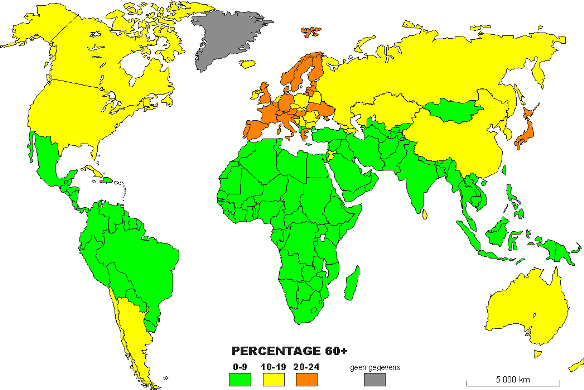 PERCENTAGE 60+
0-9 10-19 20-24 geen gegevens
5 000 km